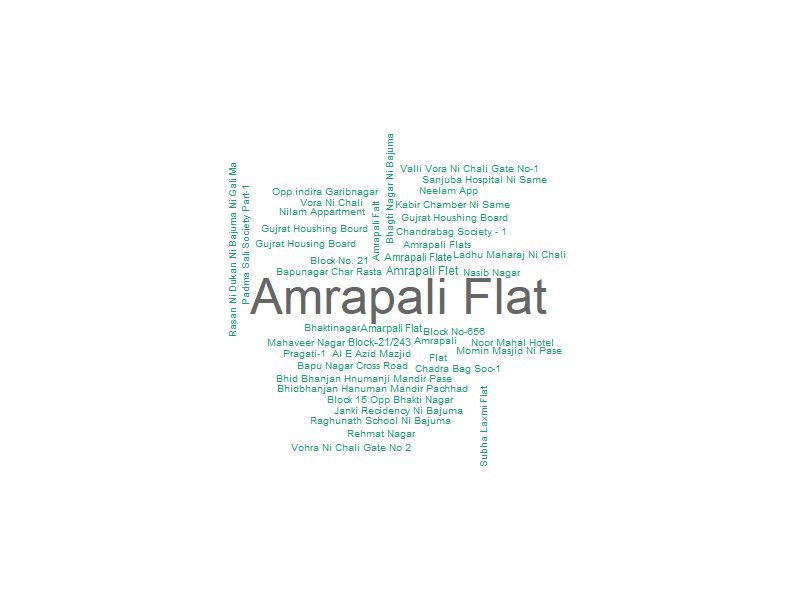 Rasan Ni Dukan Ni Bajuma Ni Gali Ma
Padma Sali Society Part-1
Bhagti Nagar Ni Bajuma
Amrapali Falt
Valli Vora Ni Chali Gate No-1
Sanjuba Hospital Ni Same
Opp.indira Garibnagar
Neelam App
Vora Ni Chali
Kabir Chamber Ni Same
Nilam Appartment
Gujrat Houshing Board
Gujrat Houshing Bourd
Chandrabag Society - 1
Gujrat Housing Board
Amrapali Flats
Block No. 21
Amrapali Flate
Ladhu Maharaj Ni Chali
Bapunagar Char Rasta
Amrapali Flet
Nasib Nagar
Amrapali Flat
Bhaktinagar
Amarpali Flat
Block No-656
Mahaveer Nagar
Block-21/243
Amrapali
Flat
Noor Mahal Hotel
Pragati-1
Al E Azid Mazjid
Momin Masjid Ni Pase
Bapu Nagar Cross Road
Chadra Bag Soc-1
Bhid Bhanjan Hnumanji Mandir Pase
Bhidbhanjan Hanuman Mandir Pachhad
Block 15 Opp Bhakti Nagar
Janki Recidency Ni Bajuma
Raghunath School Ni Bajuma
Rehmat Nagar
Vohra Ni Chali Gate No 2
Subha Laxmi Flat